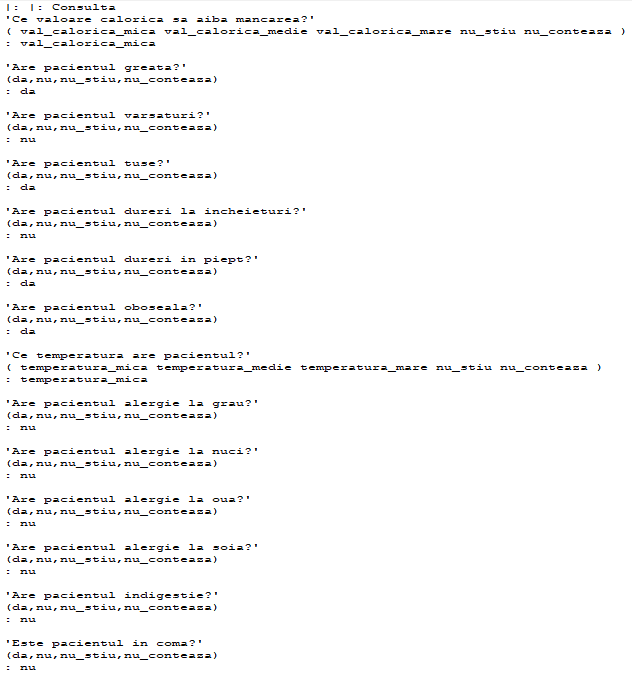 |: |: Consulta
'Ce valoare calorica sa aiba mancarea?'
( val_calorica_mica val_calorica_medie val_calorica_mare nu_stiu nu_conteaza )
: val_calorica_mica
'Are pacientul greata?'
(da,nu,nu_stiu,nu_conteaza)
: da
'Are pacientul varsaturi?'
(da,nu,nu_stiu,nu_conteaza)
: nu
'Are pacientul tuse?'
(da,nu,nu_stiu,nu_conteaza)
: da
'Are pacientul dureri la incheieturi?'
(da,nu,nu_stiu,nu_conteaza)
: nu
'Are pacientul dureri in piept?'
(da,nu,nu_stiu,nu_conteaza)
: da
'Are pacientul oboseala?'
(da,nu,nu_stiu,nu_conteaza)
: da
'Ce temperatura are pacientul?'
( temperatura_mica temperatura_medie temperatura_mare nu_stiu nu_conteaza )
: temperatura_mica
'Are pacientul alergie la grau?'
(da,nu,nu_stiu,nu_conteaza)
: nu
'Are pacientul alergie la nuci?'
(da,nu,nu_stiu,nu_conteaza)
: nu
'Are pacientul alergie la oua?'
(da,nu,nu_stiu,nu_conteaza)
: nu
'Are pacientul alergie la soia?'
(da,nu,nu_stiu,nu_conteaza)
: nu
'Are pacientul indigestie?'
(da,nu,nu_stiu,nu_conteaza)
: nu
'Este pacientul in coma?'
(da,nu,nu_stiu,nu_conteaza)
: nu